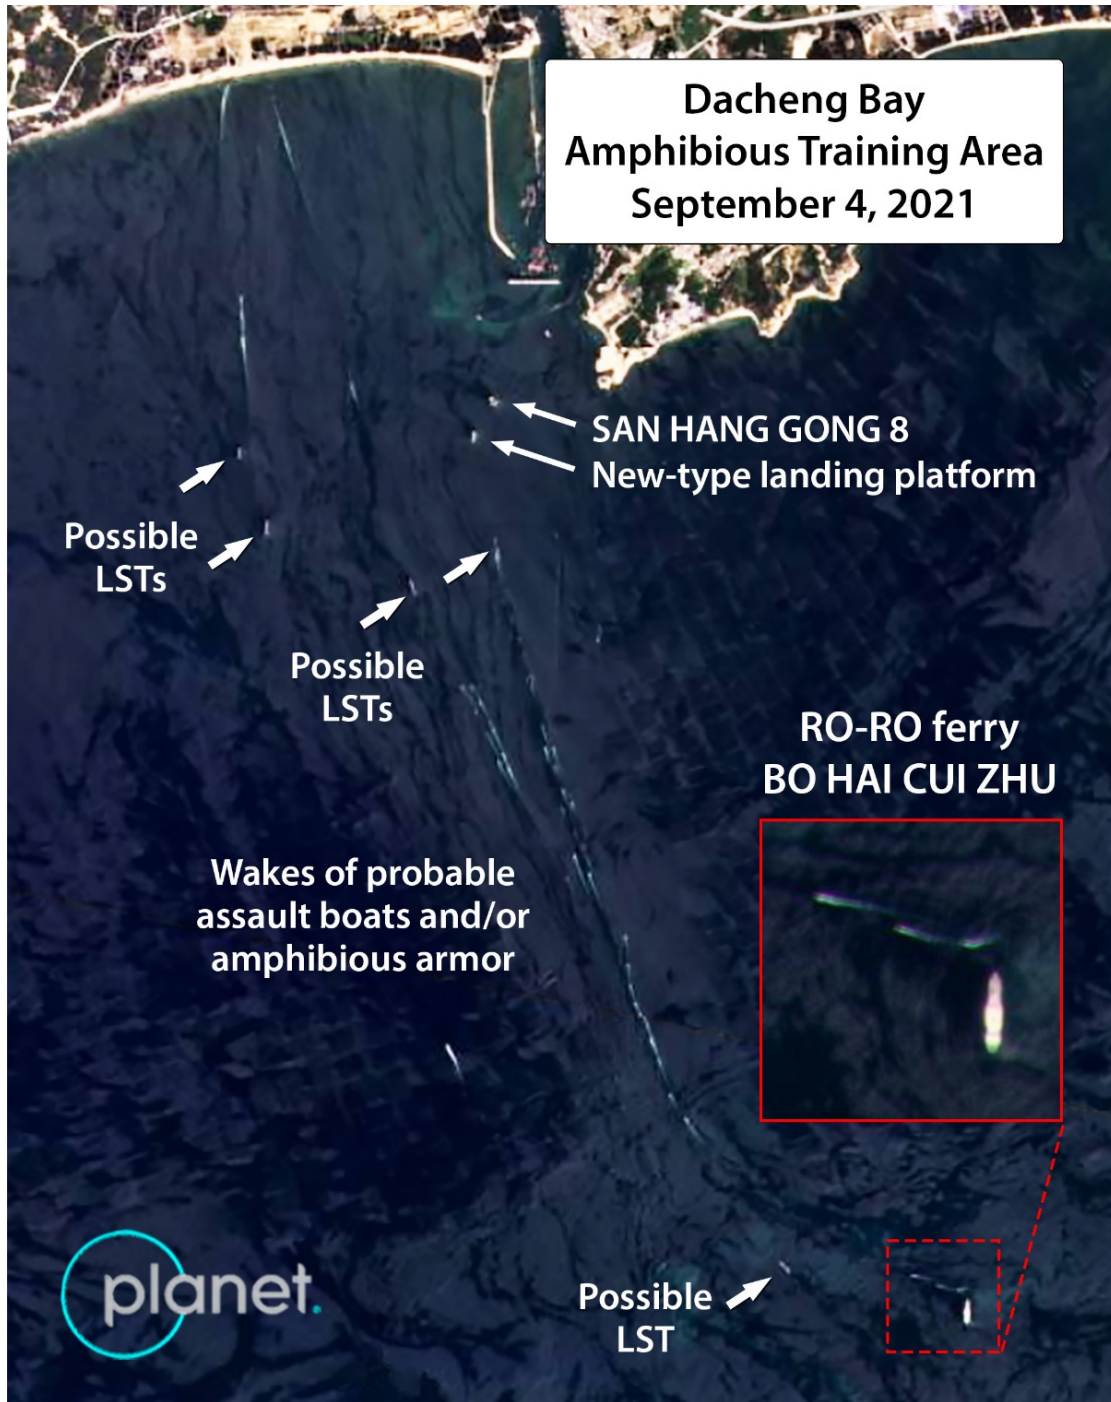 Dacheng Bay
Amphibious Training Area
September 4, 2021
SAN HANG GONG 8
New-type landing platform
Possible
LSTs
Possible
LSTs
RO-RO ferry
BO HAI CUI ZHU
Wakes of probable
assault boats and/or
amphibious armor
planet.
Possible
LST